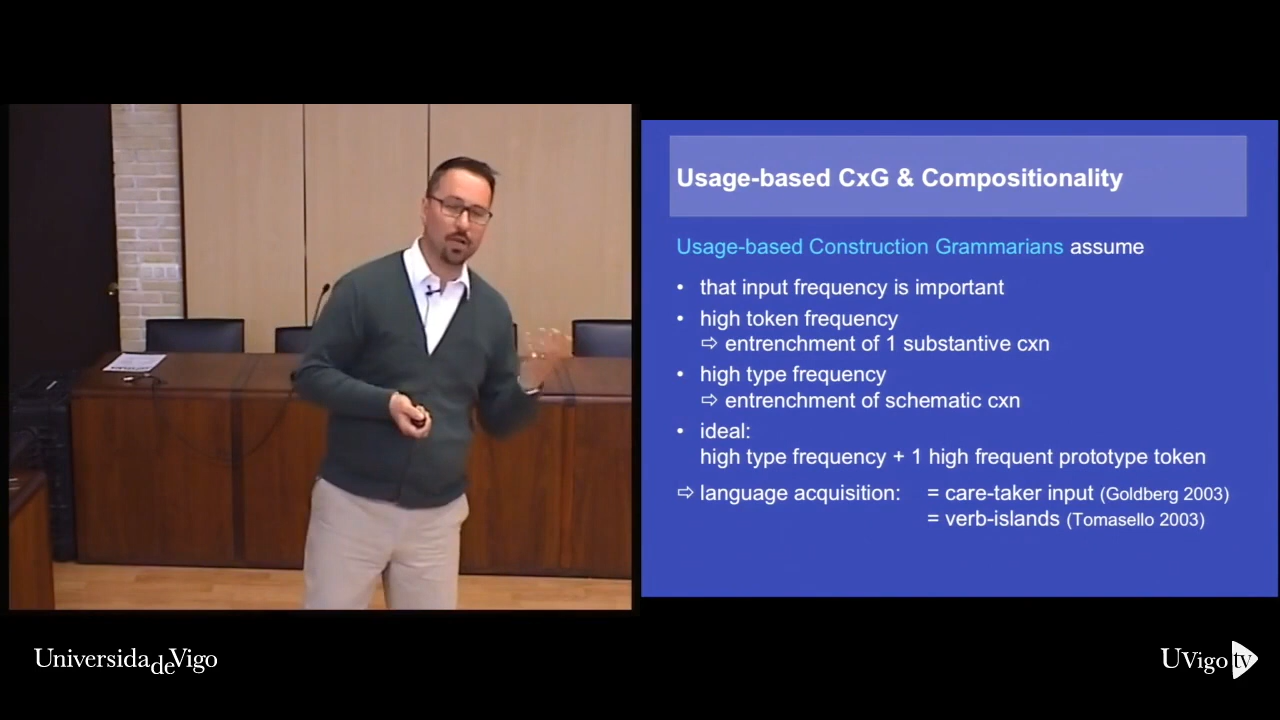 Usage-based CxG & Compositionality
Usage-based Construction Grammarians assume
• that input frequency is important
• high token frequency
⇨ entrenchment of 1 substantive cxn
• high type frequency
⇨ entrenchment of schematic cxn
• ideal:
high type frequency + 1 high frequent prototype token
⇨ language acquisition: = care-taker input (Goldberg 2003)
= verb-islands (Tomasello 2003)
UniversidadeVigo
UVigo tv